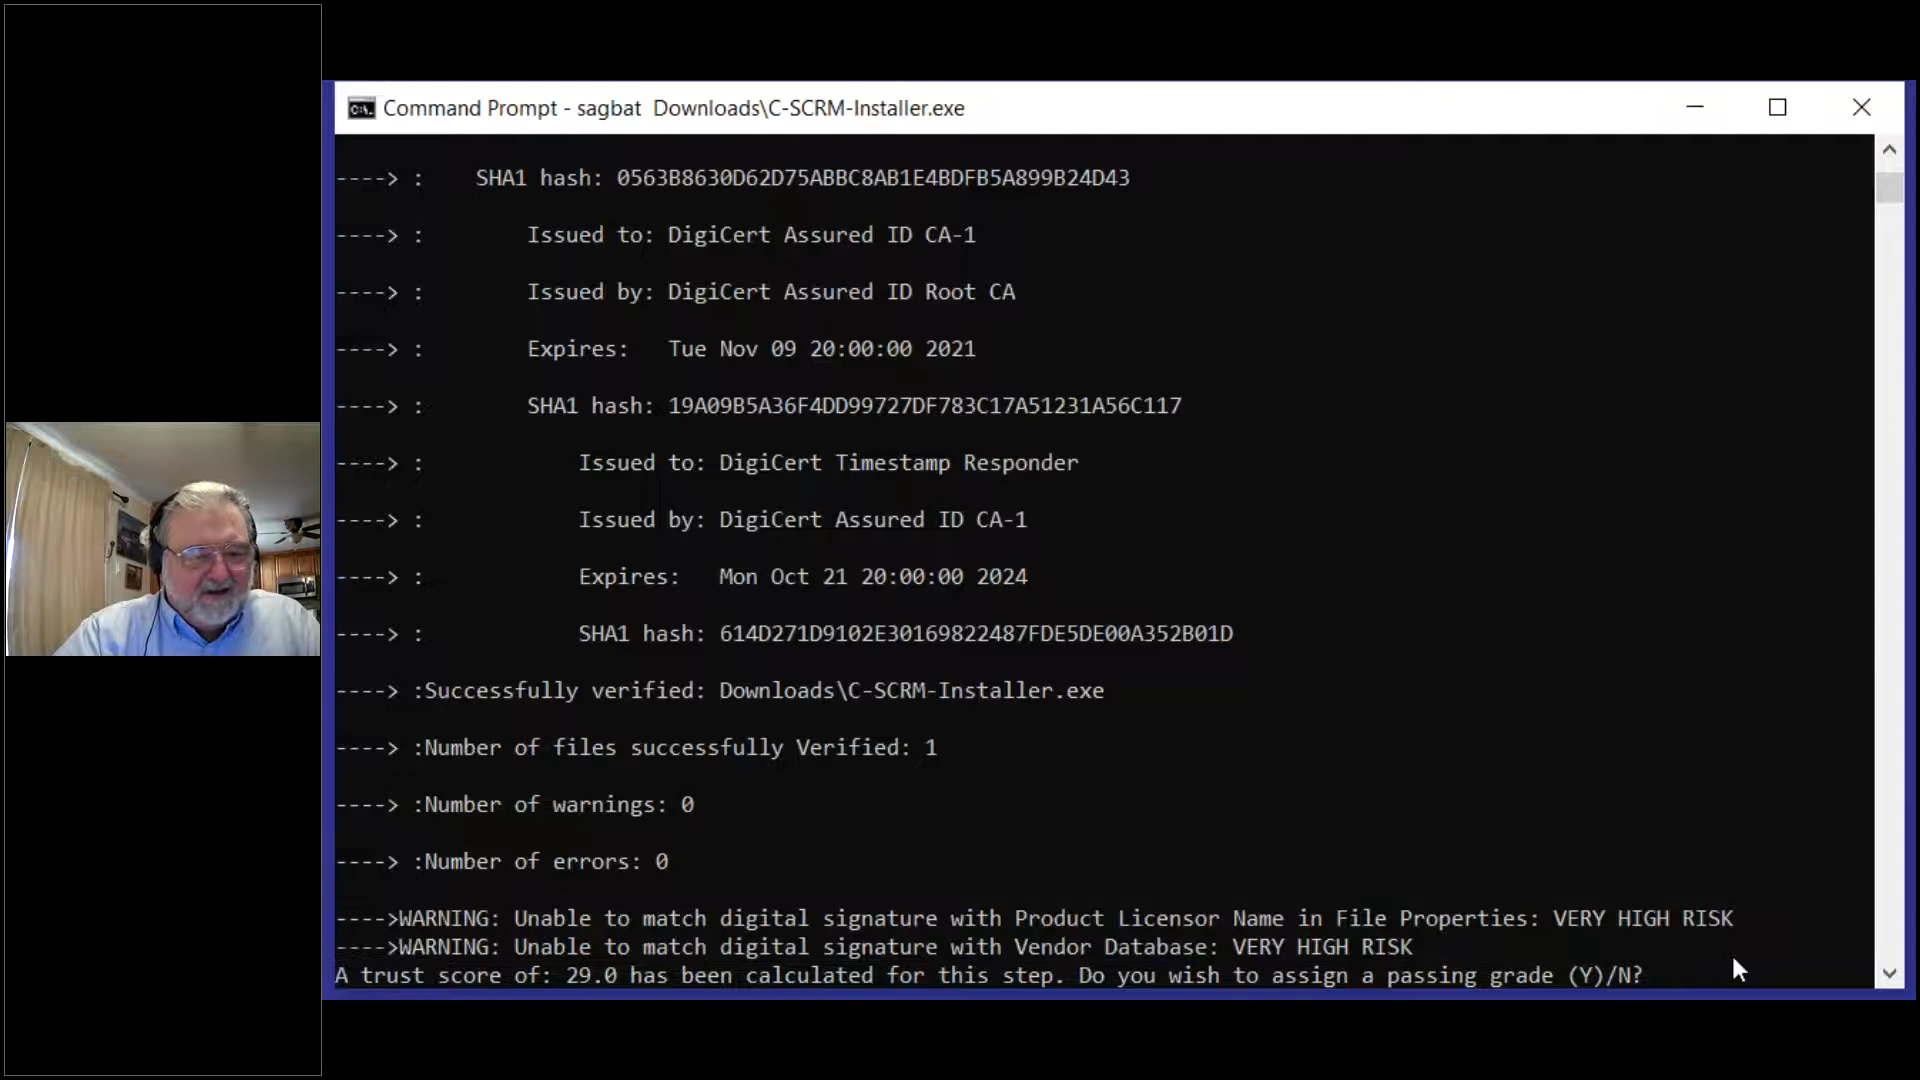 Command Prompt - sagbat Downloads\C-SCRM-Installer.exe
----> :    SHA1 hash: 0563B8630D62D75ABBC8AB1E4BDFB5A899B24D43
----> :        Issued to: DigiCert Assured ID CA-1
----> :        Issued by: DigiCert Assured ID Root CA
----> :        Expires:   Tue Nov 09 20:00:00 2021
----> :        SHA1 hash: 19A09B5A36F4DD99727DF783C17A51231A56C117
----> :            Issued to: DigiCert Timestamp Responder
----> :            Issued by: DigiCert Assured ID CA-1
----> :            Expires:   Mon Oct 21 20:00:00 2024
----> :            SHA1 hash: 614D271D9102E30169822487FDE5DE00A352B01D
----> :Successfully verified: Downloads\C-SCRM-Installer.exe
----> :Number of files successfully Verified: 1
----> :Number of warnings: 0
----> :Number of errors: 0
---->WARNING: Unable to match digital signature with Product Licensor Name in File Properties: VERY HIGH RISK
---->WARNING: Unable to match digital signature with Vendor Database: VERY HIGH RISK
A trust score of: 29.0 has been calculated for this step. Do you wish to assign a passing grade (Y)/N?